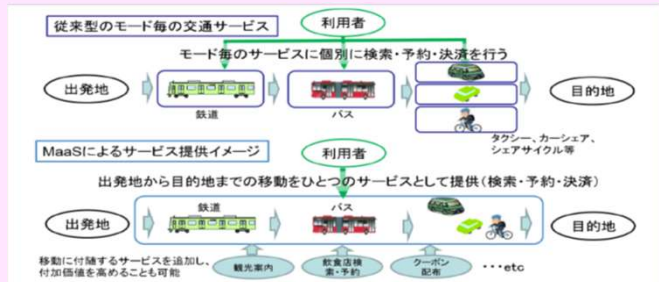 従来型のモード毎の交通サービス
利用者
モード毎のサービスに個別に検索・予約・決済を行う
出発地
鉄道
バス
タクシー、カーシェア、
シェアサイクル等
目的地
MaaSによるサービス提供イメージ
利用者
出発地から目的地までの移動をひとつのサービスとして提供(検索・予約・決済)
出発地
鉄道
バス
目的地
移動に付随するサービスを追加し、
付加価値を高めることも可能
観光案内
飲食店検
索・予約
クーポン
配布
・・・etc